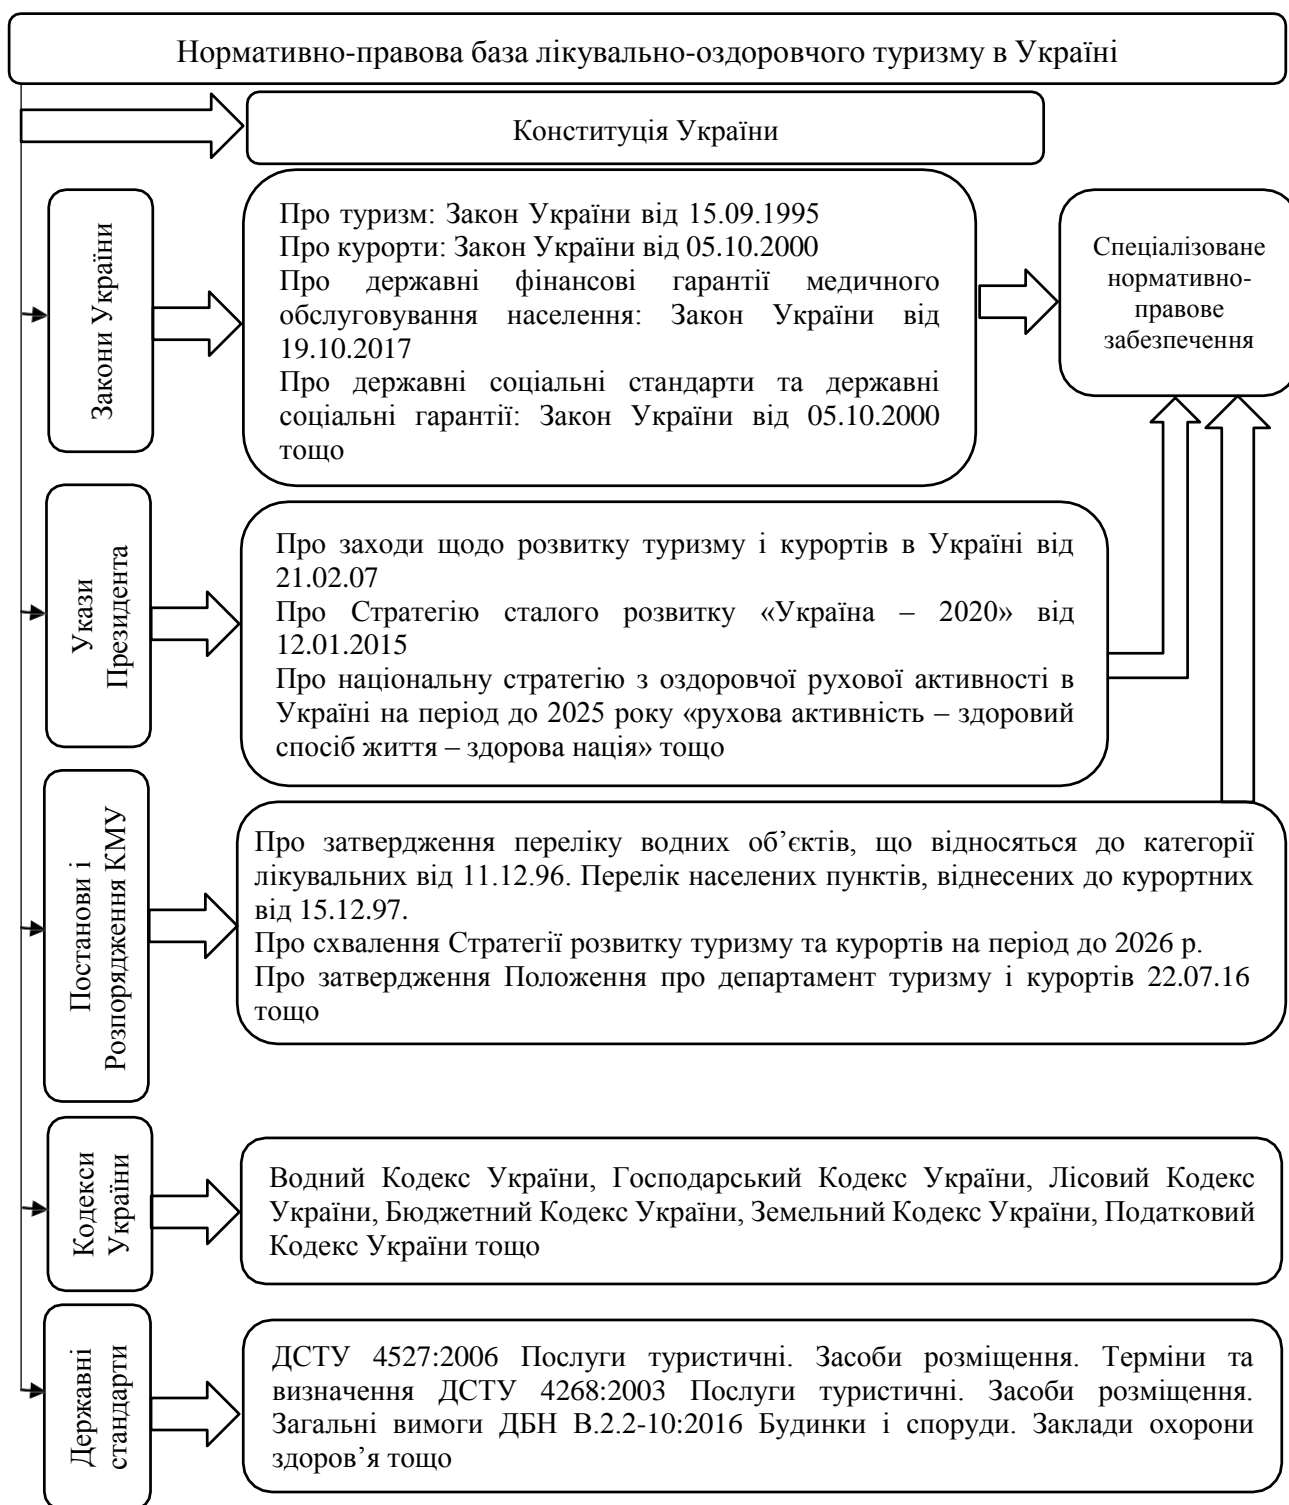 Нормативно-правова база лікувально-оздоровчого туризму в Україні
Конституція України
Закони України
Про туризм: Закон України від 15.09.1995
Про курорти: Закон України від 05.10.2000
Про державні фінансові гарантії медичного
обслуговування населення: Закон України від
19.10.2017
Про державні соціальні стандарти та державні
соціальні гарантії: Закон України від 05.10.2000
тощо
Спеціалізоване
нормативно-
правове
забезпечення
Укази
Президента
Про заходи щодо розвитку туризму і курортів в Україні від
21.02.07
Про Стратегію сталого розвитку «Україна – 2020» від
12.01.2015
Про національну стратегію з оздоровчої рухової активності в
Україні на період до 2025 року «рухова активність – здоровий
спосіб життя – здорова нація» тощо
Постанови і
Розпорядження КМУ
Про затвердження переліку водних об’єктів, що відносяться до категорії
лікувальних від 11.12.96. Перелік населених пунктів, віднесених до курортних
від 15.12.97.
Про схвалення Стратегії розвитку туризму та курортів на період до 2026 р.
Про затвердження Положення про департамент туризму і курортів 22.07.16
тощо
Кодекси
України
Водний Кодекс України, Господарський Кодекс України, Лісовий Кодекс
України, Бюджетний Кодекс України, Земельний Кодекс України, Податковий
Кодекс України тощо
Державні
стандарти
ДСТУ 4527:2006 Послуги туристичні. Засоби розміщення. Терміни та
визначення ДСТУ 4268:2003 Послуги туристичні. Засоби розміщення.
Загальні вимоги ДБН В.2.2-10:2016 Будинки і споруди. Заклади охорони
здоров’я тощо